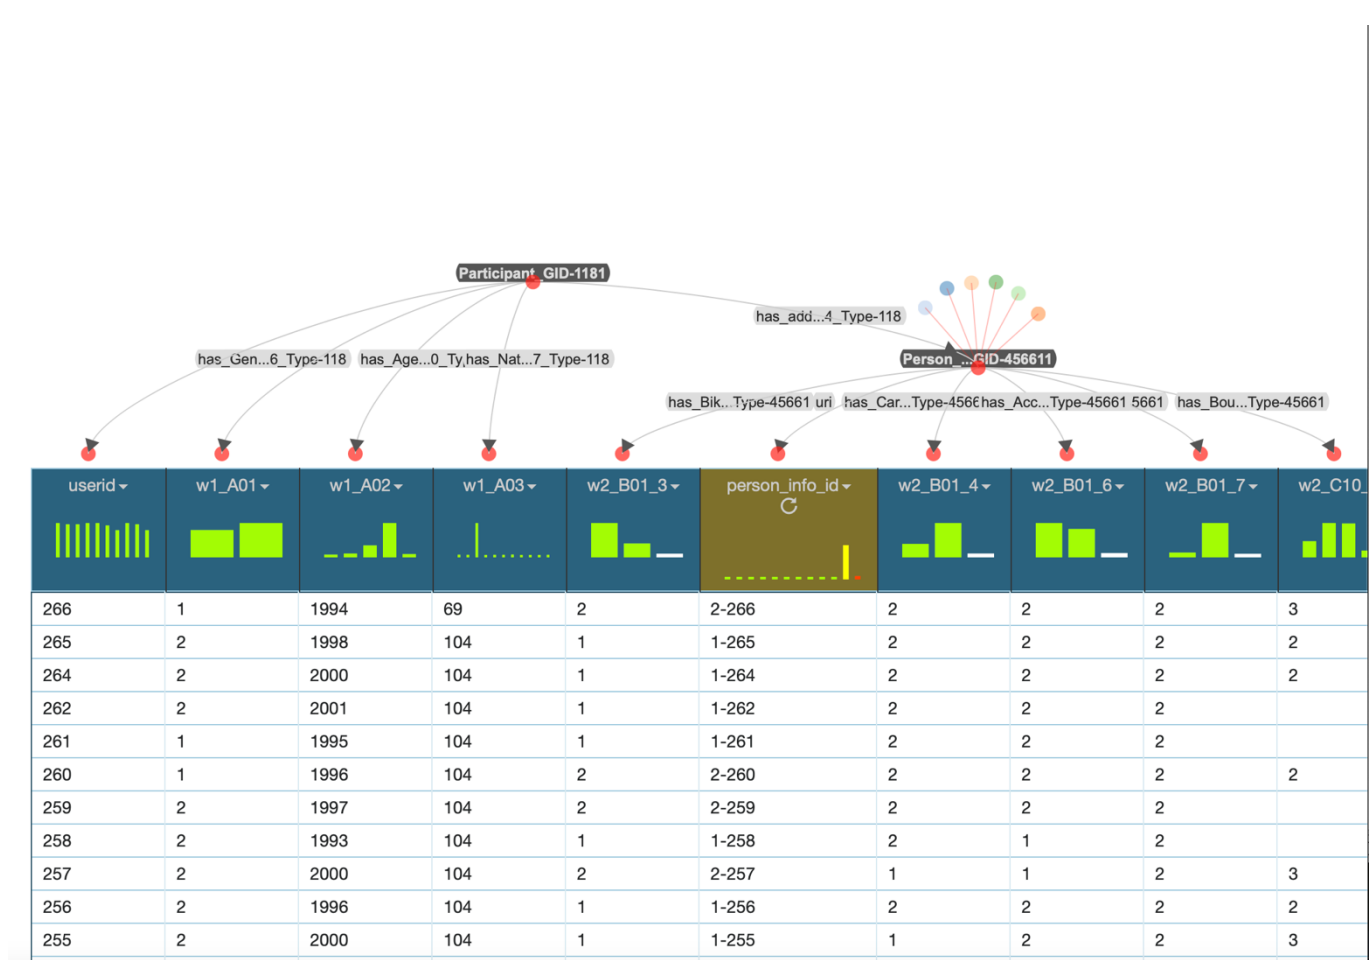 Participant_GID-1181
has_add...4_Type-118
has_Gen...6_Type-118 has_Age...0_Ty has_Nat...7_Type-118 Person_...GID-456611
has_Bik...Type-45661 uri has_Car...Type-4566 has_Acc...Type-45661 5661 has_Bou...Type-45661
userid w1_A01 w1_A02 w1_A03 w2_B01_3 person_info_id w2_B01_4 w2_B01_6 w2_B01_7 w2_C10_
266 1 1994 69 2 2-266 2 2 2 3
265 2 1998 104 1 1-265 2 2 2 2
264 2 2000 104 1 1-264 2 2 2 2
262 2 2001 104 1 1-262 2 2 2
261 1 1995 104 1 1-261 2 2 2
260 1 1996 104 2 2-260 2 2 2 2
259 2 1997 104 2 2-259 2 2 2
258 2 1993 104 1 1-258 2 1 2
257 2 2000 104 2 2-257 1 1 2 3
256 2 1996 104 1 1-256 2 2 2 2
255 2 2000 104 1 1-255 1 2 2 3